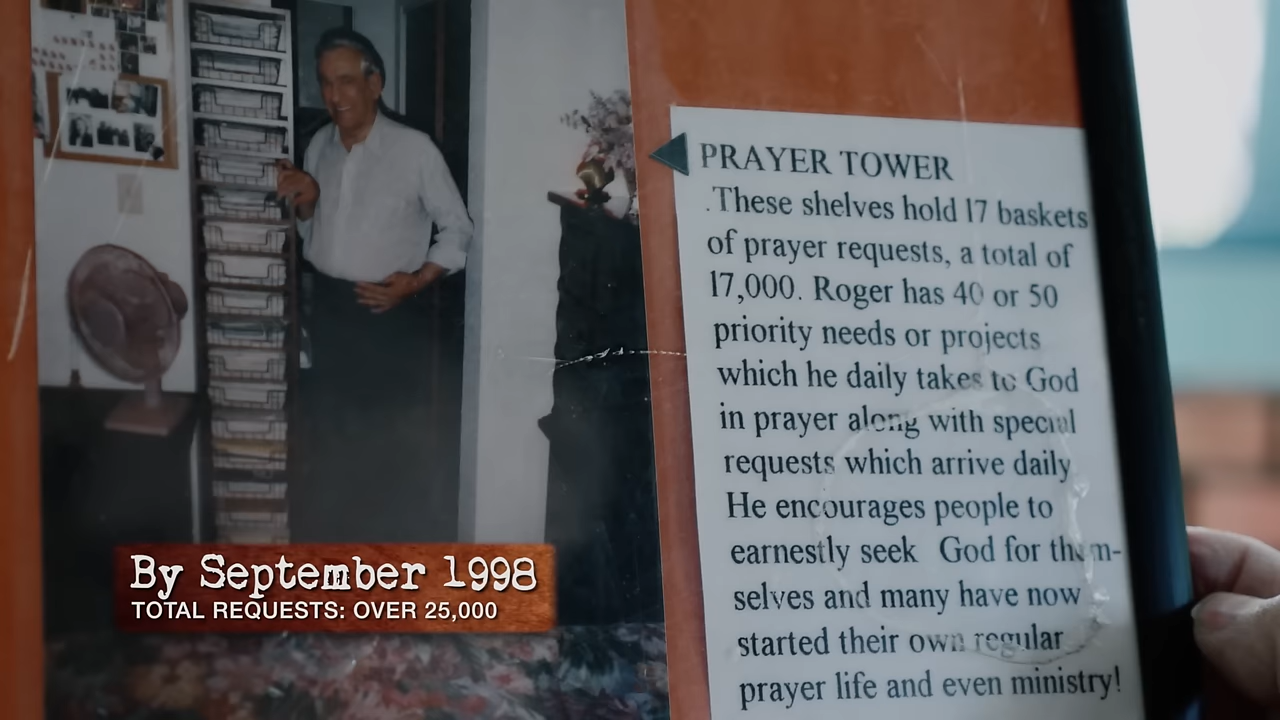 PRAYER TOWER
.These shelves hold 17 baskets
of prayer requests, a total of
17,000. Roger has 40 or 50
priority needs or projects
which he daily takes to God
in prayer along with special
requests which arrive daily
He encourages people to
earnestly seek God for them-
selves and many have now
started their own regular
prayer life and even ministry!
By September 1998
TOTAL REQUESTS: OVER 25,000